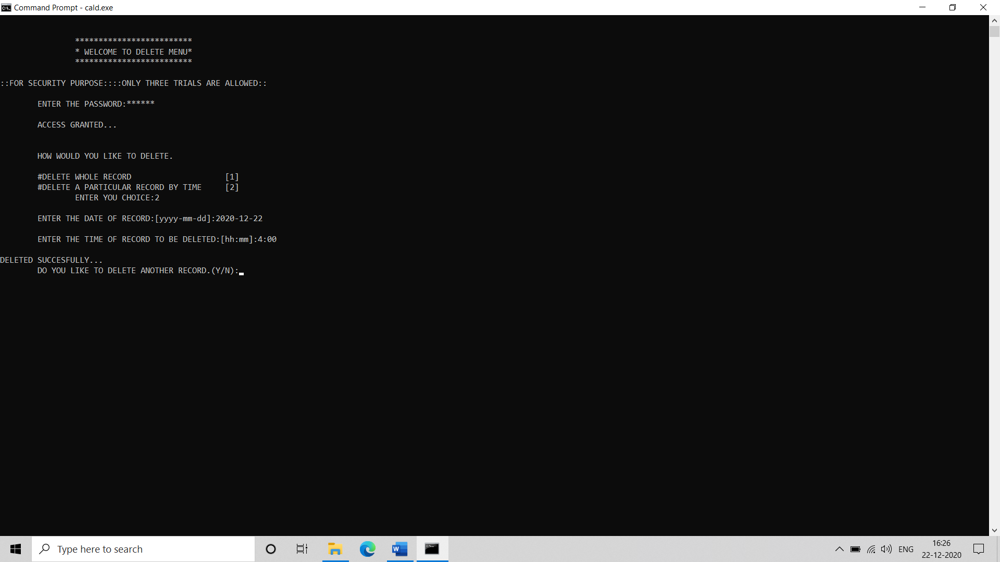 Command Prompt - cald.exe
*************************
* WELCOME TO DELETE MENU*
*************************
::FOR SECURITY PURPOSE::::ONLY THREE TRIALS ARE ALLOWED::
ENTER THE PASSWORD:******
ACCESS GRANTED...
HOW WOULD YOU LIKE TO DELETE.
#DELETE WHOLE RECORD                    [1]
#DELETE A PARTICULAR RECORD BY TIME     [2]
ENTER YOU CHOICE:2
ENTER THE DATE OF RECORD:[yyyy-mm-dd]:2020-12-22
ENTER THE TIME OF RECORD TO BE DELETED:[hh:mm]:4:00
DELETED SUCCESFULLY...
DO YOU LIKE TO DELETE ANOTHER RECORD.(Y/N):
Type here to search
ENG
16:26
22-12-2020